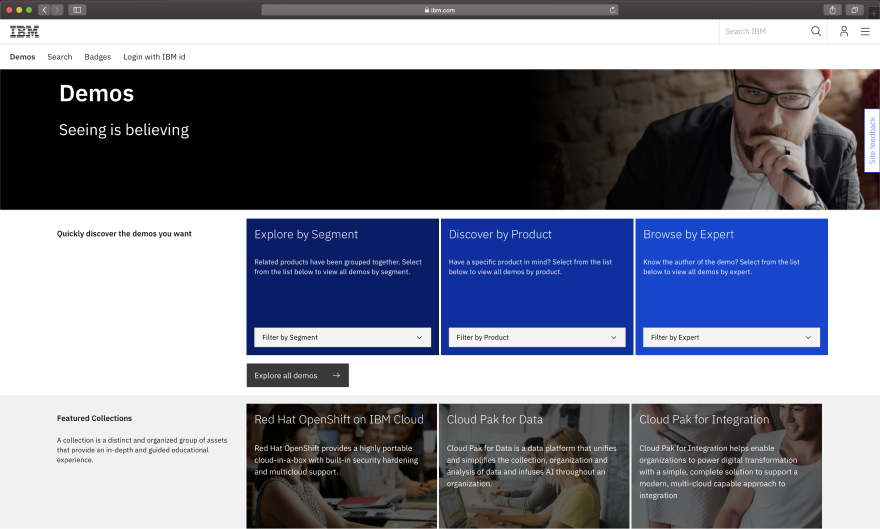 ibm.com
IBM
Search IBM
Demos
Search
Badges
Login with IBM id
Demos
Seeing is believing
Site feedback
Quickly discover the demos you want
Explore by Segment
Related products have been grouped together. Select
from the list below to view all demos by segment.
Filter by Segment
Discover by Product
Have a specific product in mind? Select from the list
below to view all demos by product.
Filter by Product
Browse by Expert
Know the author of the demo? Select from the list
below to view all demos by expert.
Filter by Expert
Explore all demos
Featured Collections
A collection is a distinct and organized group of assets
that provide an in-depth and guided educational
experience.
Red Hat OpenShift on IBM Cloud
Red Hat OpenShift provides a highly portable
cloud-in-a-box with built-in security hardening
and multicloud support.
Cloud Pak for Data
Cloud Pak for Data is a data platform that unifies
and simplifies the collection, organization and
analysis of data and infuses AI throughout an
organization.
Cloud Pak for Integration
Cloud Pak for Integration helps enable
organizations to power digital transformation
with a simple, complete solution to support a
modern, multi-cloud capable approach to
integration